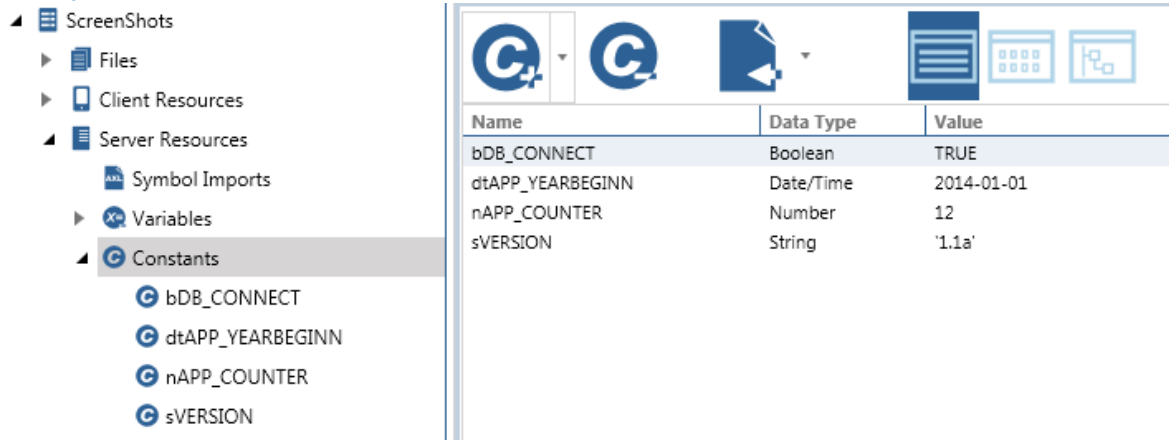 ScreenShots
Files
Client Resources
Server Resources
Symbol Imports
Variables
Constants
bDB_CONNECT
dtAPP_YEARBEGINN
nAPP_COUNTER
sVERSION
Name Data Type Value
bDB_CONNECT Boolean TRUE
dtAPP_YEARBEGINN Date/Time 2014-01-01
nAPP_COUNTER Number 12
sVERSION String '1.1a'